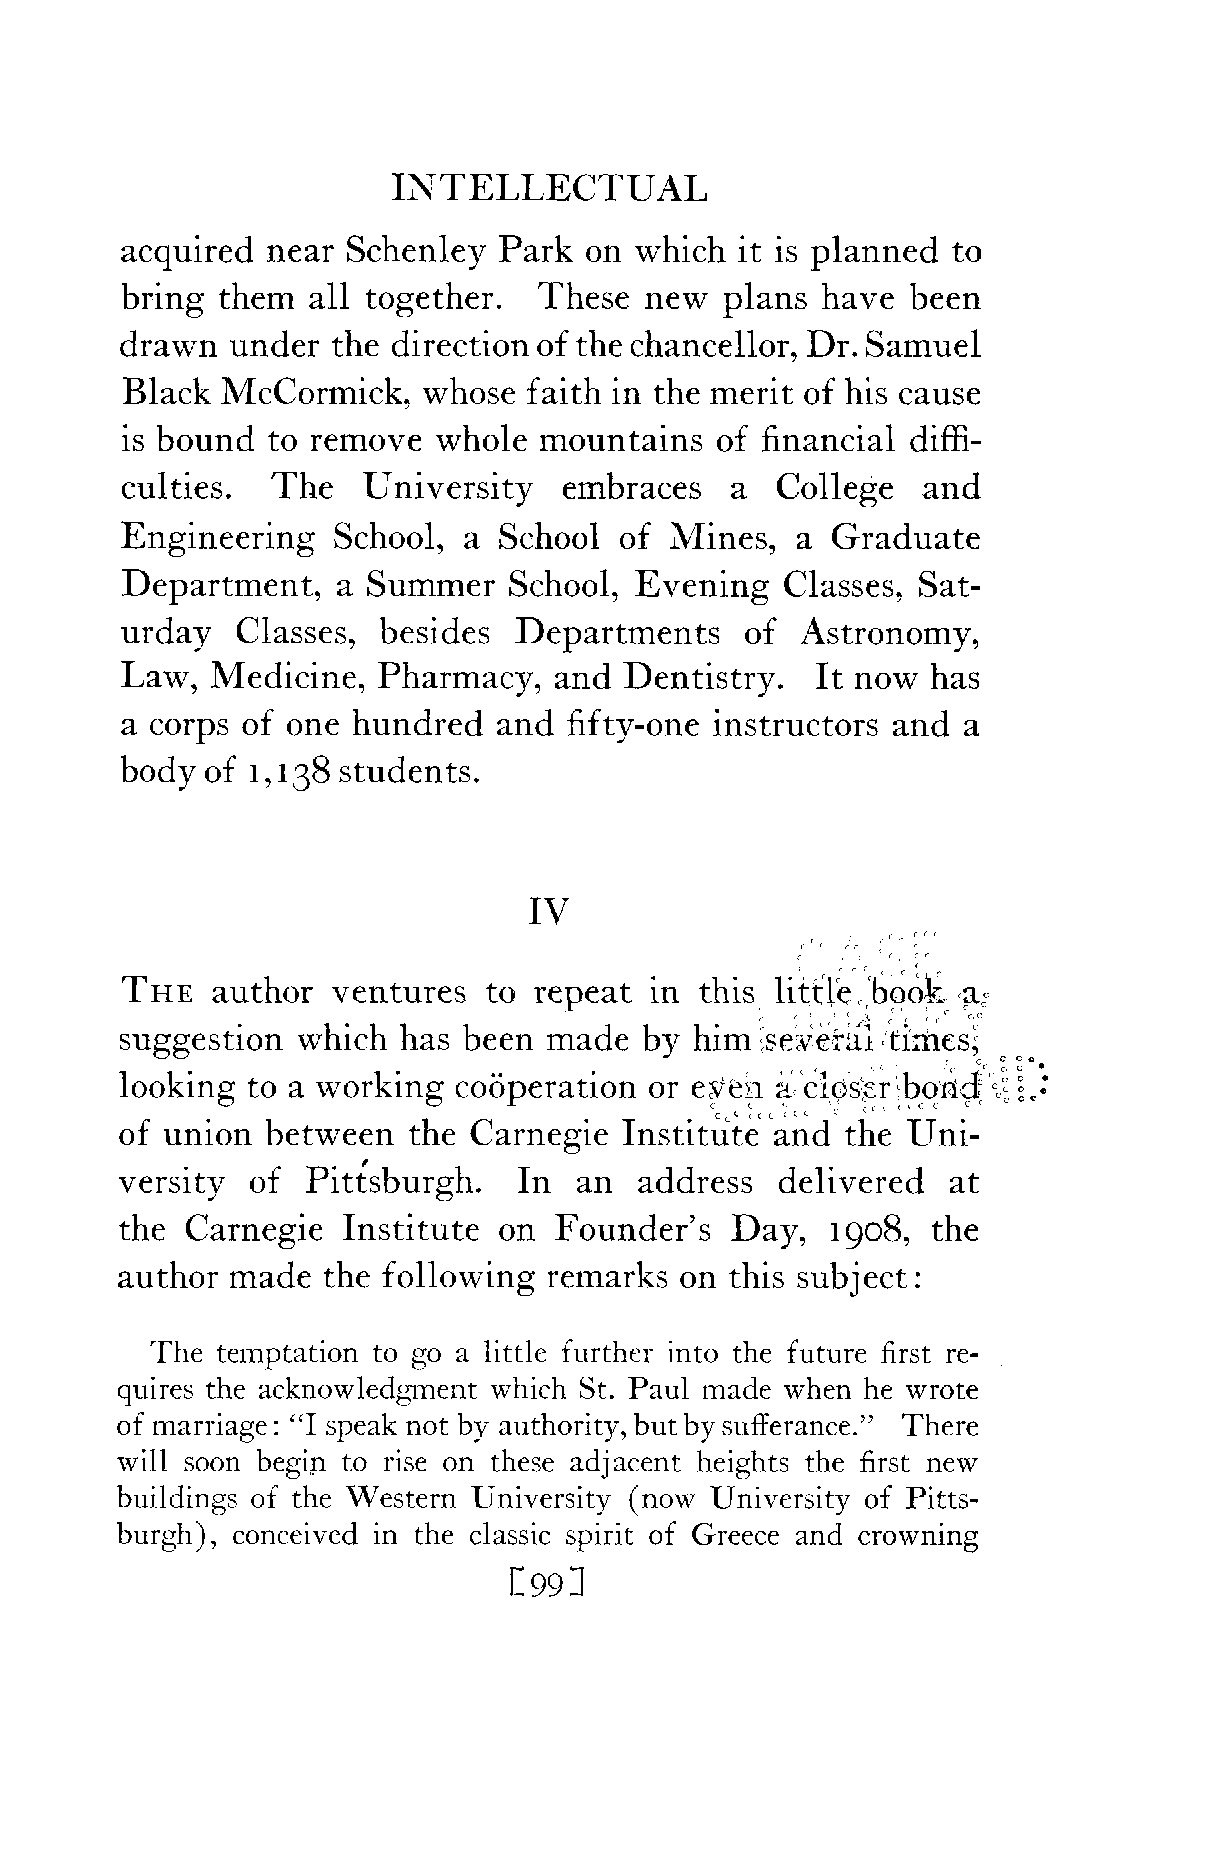 INTELLECTUAL
acquired near Schenley Park on which it is planned to
bring them all together. These new plans have been
drawn under the direction of the chancellor, Dr. Samuel
Black McCormick, whose faith in the merit of his cause
is bound to remove whole mountains of financial diffi-
culties. The University embraces a College and
Engineering School, a School of Mines, a Graduate
Department, a Summer School, Evening Classes, Sat-
urday Classes, besides Departments of Astronomy,
Law, Medicine, Pharmacy, and Dentistry. It now has
a corps of one hundred and fifty-one instructors and a
body of 1,138 students.
IV
THE author ventures to repeat in this little book a
suggestion which has been made by him several times,
looking to a working coöperation or even a closer bond
of union between the Carnegie Institute and the Uni-
versity of Pittsburgh. In an address delivered at
the Carnegie Institute on Founder's Day, 1908, the
author made the following remarks on this subject:
The temptation to go a little further into the future first re-
quires the acknowledgment which St. Paul made when he wrote
of marriage: "I speak not by authority, but by sufferance." There
will soon begin to rise on these adjacent heights the first new
buildings of the Western University (now University of Pitts-
burgh), conceived in the classic spirit of Greece and crowning
[99]